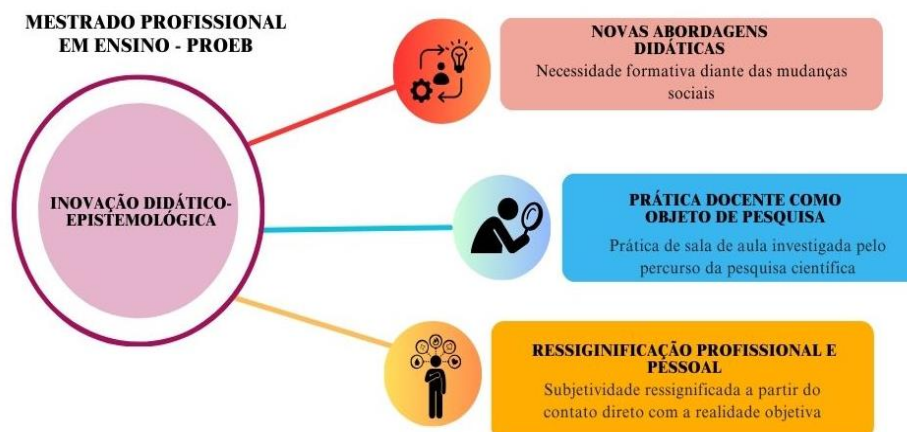 MESTRADO PROFISSIONAL
EM ENSINO - PROEB
INOVAÇÃO DIDÁTICO-
EPISTEMOLÓGICA
NOVAS ABORDAGENS
DIDÁTICAS
Necessidade formativa diante das mudanças
sociais
PRÁTICA DOCENTE COMO
OBJETO DE PESQUISA
Prática de sala de aula investigada pelo
percurso da pesquisa científica
RESSIGINIFICAÇÃO PROFISSIONAL E
PESSOAL
Subjetividade ressignificada a partir do
contato direto com a realidade objetiva